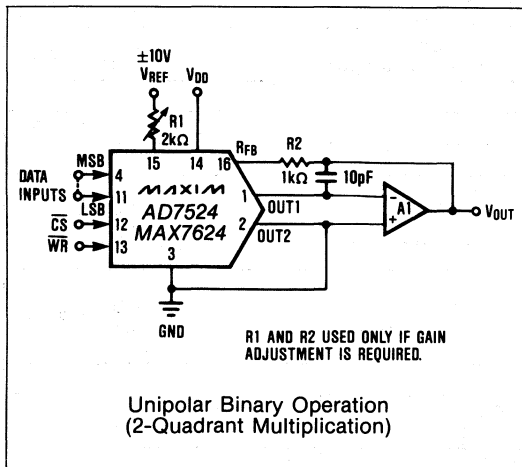 ±10V
VREF
VDD
R1
2kΩ
RFB
R2
1kΩ
10pF
15
14
16
MSB
4
DATA
INPUTS
11
LSB
CS
12
WR
13
MAXIM
AD7524
MAX7624
1
OUT1
2
OUT2
3
A1
VOUT
GND
R1 AND R2 USED ONLY IF GAIN
ADJUSTMENT IS REQUIRED.
Unipolar Binary Operation
(2-Quadrant Multiplication)